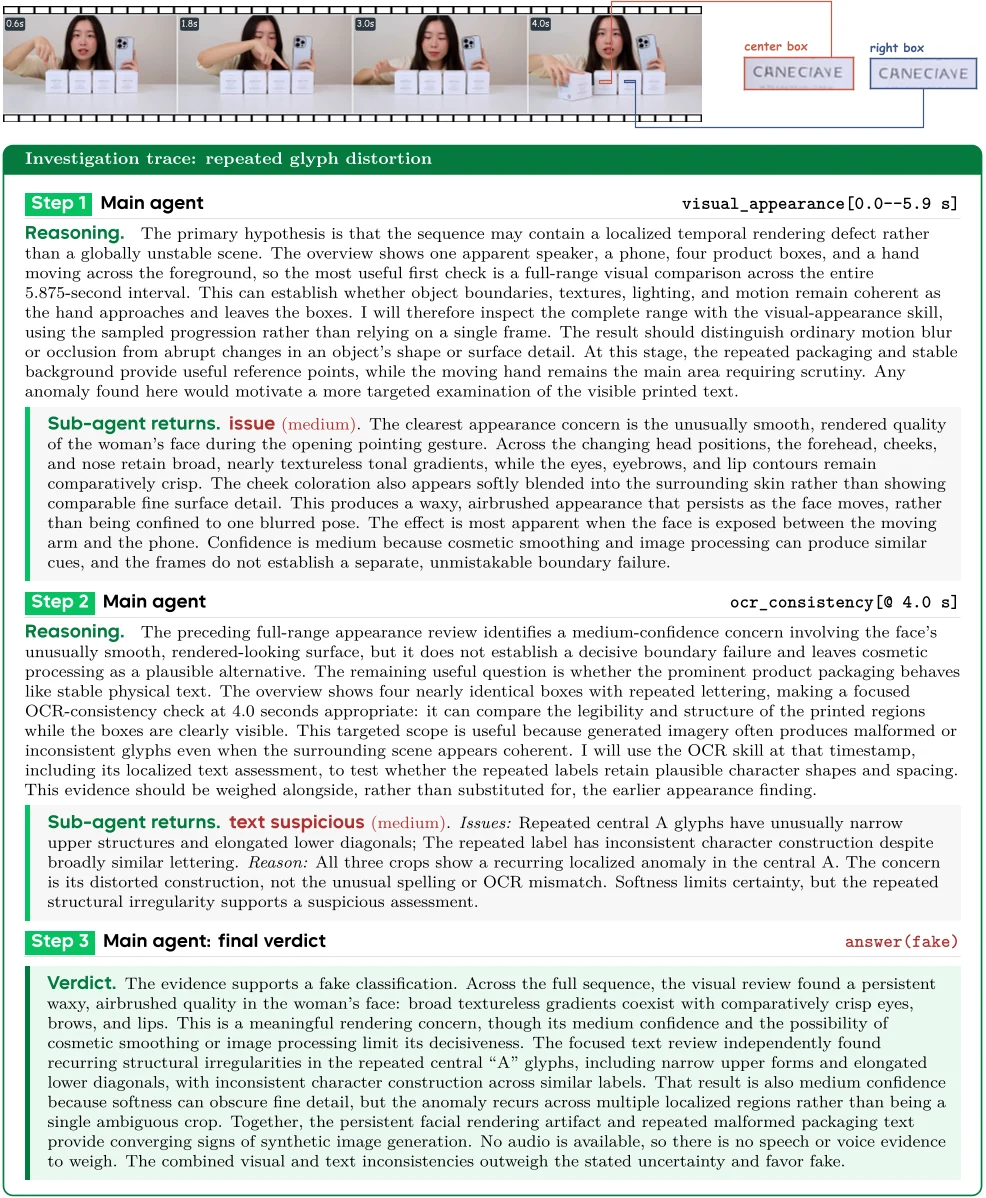 0.6s 1.8s 3.0s 4.0s
center box
right box
CANECIAVE
CANECIAVE
Investigation trace: repeated glyph distortion
Step 1 Main agent visual_appearance[0.0--5.9 s]
Reasoning. The primary hypothesis is that the sequence may contain a localized temporal rendering defect rather
than a globally unstable scene. The overview shows one apparent speaker, a phone, four product boxes, and a hand
moving across the foreground, so the most useful first check is a full-range visual comparison across the entire
5.875-second interval. This can establish whether object boundaries, textures, lighting, and motion remain coherent as
the hand approaches and leaves the boxes. I will therefore inspect the complete range with the visual-appearance skill,
using the sampled progression rather than relying on a single frame. The result should distinguish ordinary motion blur
or occlusion from abrupt changes in an object's shape or surface detail. At this stage, the repeated packaging and stable
background provide useful reference points, while the moving hand remains the main area requiring scrutiny. Any
anomaly found here would motivate a more targeted examination of the visible printed text.
Sub-agent returns. issue (medium). The clearest appearance concern is the unusually smooth, rendered quality
of the woman's face during the opening pointing gesture. Across the changing head positions, the forehead, cheeks,
and nose retain broad, nearly textureless tonal gradients, while the eyes, eyebrows, and lip contours remain
comparatively crisp. The cheek coloration also appears softly blended into the surrounding skin rather than showing
comparable fine surface detail. This produces a waxy, airbrushed appearance that persists as the face moves, rather
than being confined to one blurred pose. The effect is most apparent when the face is exposed between the moving
arm and the phone. Confidence is medium because cosmetic smoothing and image processing can produce similar
cues, and the frames do not establish a separate, unmistakable boundary failure.
Step 2 Main agent ocr_consistency[@ 4.0 s]
Reasoning. The preceding full-range appearance review identifies a medium-confidence concern involving the face's
unusually smooth, rendered-looking surface, but it does not establish a decisive boundary failure and leaves cosmetic
processing as a plausible alternative. The remaining useful question is whether the prominent product packaging behaves
like stable physical text. The overview shows four nearly identical boxes with repeated lettering, making a focused
OCR-consistency check at 4.0 seconds appropriate: it can compare the legibility and structure of the printed regions
while the boxes are clearly visible. This targeted scope is useful because generated imagery often produces malformed or
inconsistent glyphs even when the surrounding scene appears coherent. I will use the OCR skill at that timestamp,
including its localized text assessment, to test whether the repeated labels retain plausible character shapes and spacing.
This evidence should be weighed alongside, rather than substituted for, the earlier appearance finding.
Sub-agent returns. text suspicious (medium). Issues: Repeated central A glyphs have unusually narrow
upper structures and elongated lower diagonals; The repeated label has inconsistent character construction despite
broadly similar lettering. Reason: All three crops show a recurring localized anomaly in the central A. The concern
is its distorted construction, not the unusual spelling or OCR mismatch. Softness limits certainty, but the repeated
structural irregularity supports a suspicious assessment.
Step 3 Main agent: final verdict answer(fake)
Verdict. The evidence supports a fake classification. Across the full sequence, the visual review found a persistent
waxy, airbrushed quality in the woman's face: broad textureless gradients coexist with comparatively crisp eyes,
brows, and lips. This is a meaningful rendering concern, though its medium confidence and the possibility of
cosmetic smoothing or image processing limit its decisiveness. The focused text review independently found
recurring structural irregularities in the repeated central “A” glyphs, including narrow upper forms and elongated
lower diagonals, with inconsistent character construction across similar labels. That result is also medium confidence
because softness can obscure fine detail, but the anomaly recurs across multiple localized regions rather than being a
single ambiguous crop. Together, the persistent facial rendering artifact and repeated malformed packaging text
provide converging signs of synthetic image generation. No audio is available, so there is no speech or voice evidence
to weigh. The combined visual and text inconsistencies outweigh the stated uncertainty and favor fake.